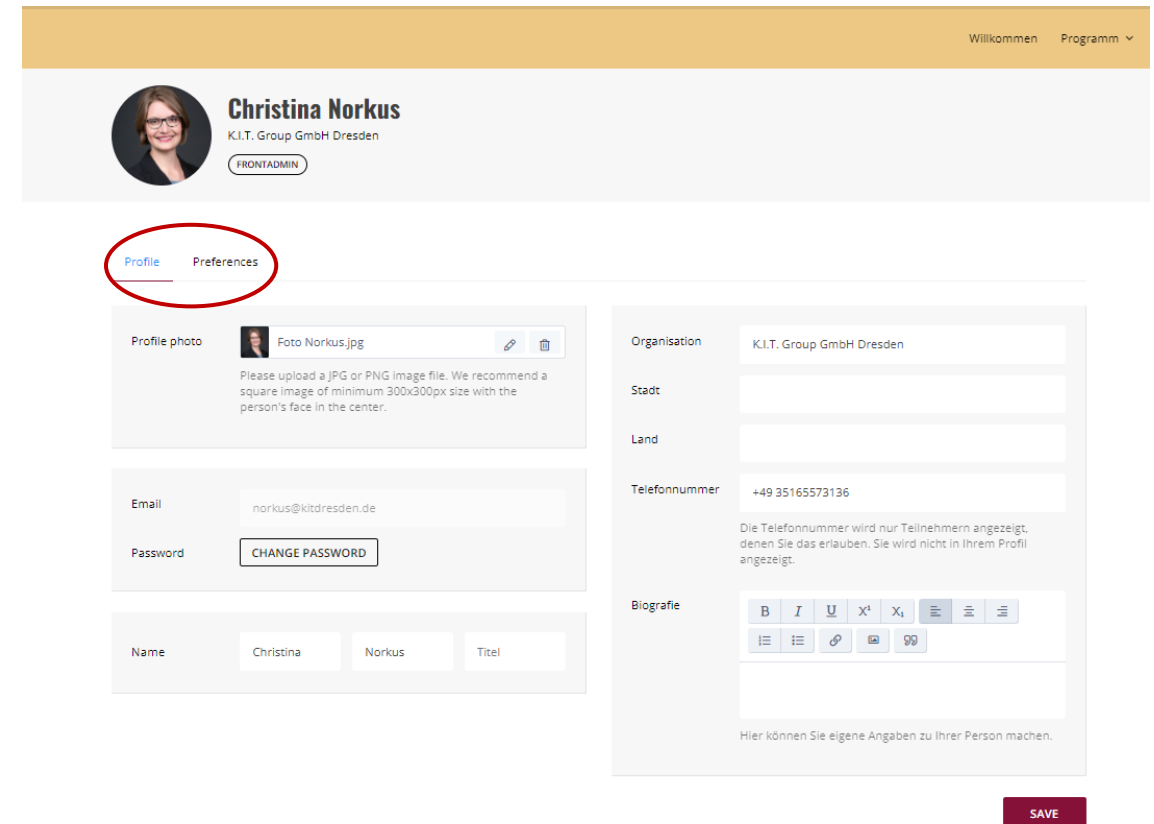 Willkommen Programm
Christina Norkus
K.I.T. Group GmbH Dresden
FRONTADMIN
Profile Preferences
Profile photo
Foto Norkus.jpg
Please upload a JPG or PNG image file. We recommend a
square image of minimum 300x300px size with the
person's face in the center.
Email
norkus@kitdresden.de
Password
CHANGE PASSWORD
Name
Christina
Norkus
Titel
Organisation
K.I.T. Group GmbH Dresden
Stadt
Land
Telefonnummer
+49 35165573136
Die Telefonnummer wird nur Teilnehmern angezeigt,
denen Sie das erlauben. Sie wird nicht in Ihrem Profil
angezeigt.
Biografie
B I U X¹ X₁
Hier können Sie eigene Angaben zu Ihrer Person machen.
SAVE